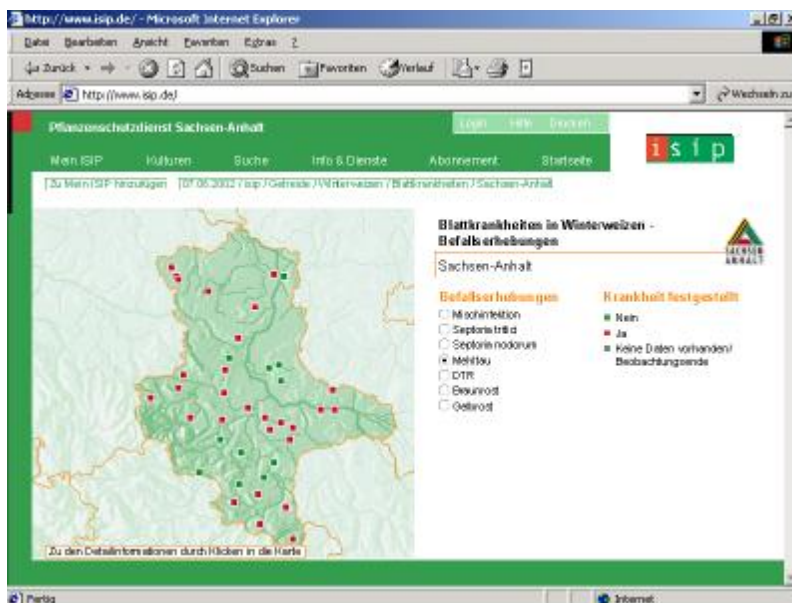 http://www.isip.de/ - Microsoft Internet Explorer
Datei Bearbeiten Ansicht Favoriten Extras ?
Zurück Suchen Favoriten Verlauf
Adresse http://www.isip.de/ Wechseln zu
Pflanzenschutzdienst Sachsen-Anhalt
Login Hilfe Drucken
isip
Mein ISIP Kulturen Suche Info & Dienste Abonnement Startseite
Zu Mein ISIP hinzufügen 07.06.2002 / isip / Getreide / Winterweizen / Blattkrankheiten / Sachsen-Anhalt
Blattkrankheiten in Winterweizen -
Befallserhebungen
SACHSEN
ANHALT
Sachsen-Anhalt
Befallserhebungen
Mischinfektion
Septoria tritici
Septoria nodorum
Mehltau
DTR
Braunrost
Gelbrost
Krankheit festgestellt
Nein
Ja
Keine Daten vorhanden/
Beobachtungsende
Zu den Detailinformationen durch Klicken in die Karte
Fertig Internet